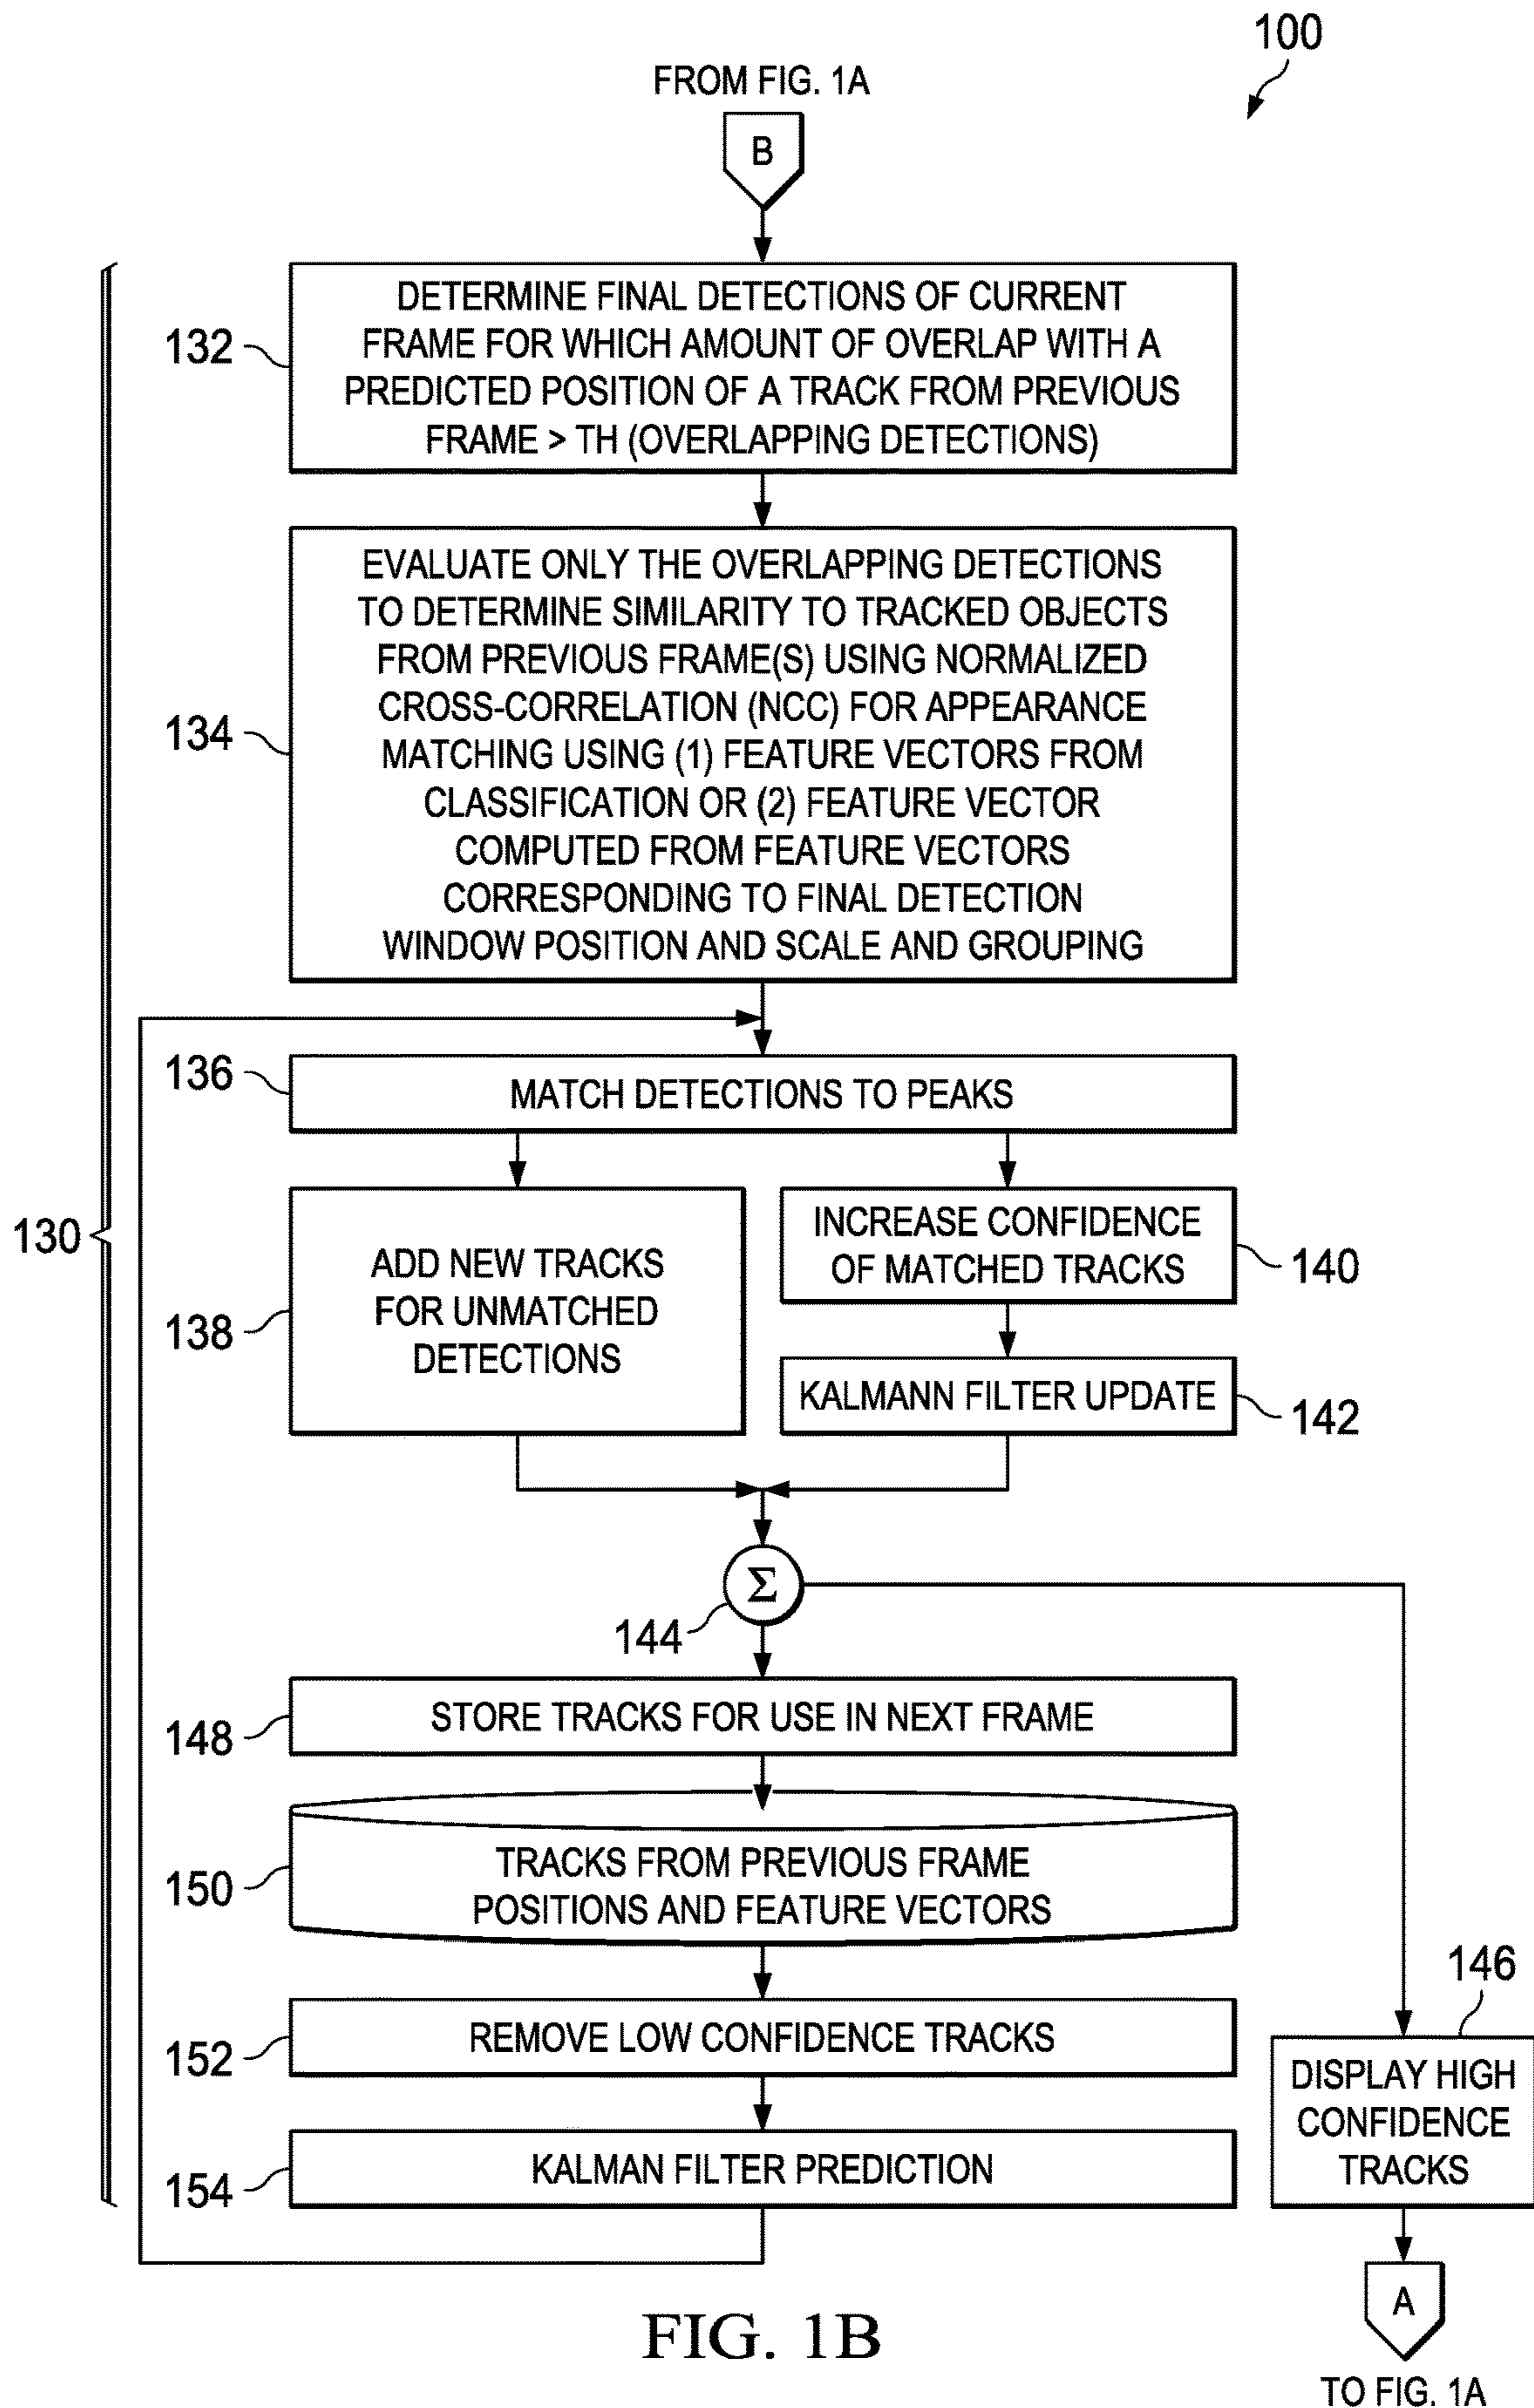 100
FROM FIG. 1A
B
132
DETERMINE FINAL DETECTIONS OF CURRENT
FRAME FOR WHICH AMOUNT OF OVERLAP WITH A
PREDICTED POSITION OF A TRACK FROM PREVIOUS
FRAME > TH (OVERLAPPING DETECTIONS)
134
EVALUATE ONLY THE OVERLAPPING DETECTIONS
TO DETERMINE SIMILARITY TO TRACKED OBJECTS
FROM PREVIOUS FRAME(S) USING NORMALIZED
CROSS-CORRELATION (NCC) FOR APPEARANCE
MATCHING USING (1) FEATURE VECTORS FROM
CLASSIFICATION OR (2) FEATURE VECTOR
COMPUTED FROM FEATURE VECTORS
CORRESPONDING TO FINAL DETECTION
WINDOW POSITION AND SCALE AND GROUPING
136
MATCH DETECTIONS TO PEAKS
130
138
ADD NEW TRACKS
FOR UNMATCHED
DETECTIONS
INCREASE CONFIDENCE
OF MATCHED TRACKS
140
KALMANN FILTER UPDATE
142
Σ
144
148
STORE TRACKS FOR USE IN NEXT FRAME
150
TRACKS FROM PREVIOUS FRAME
POSITIONS AND FEATURE VECTORS
152
REMOVE LOW CONFIDENCE TRACKS
154
KALMAN FILTER PREDICTION
146
DISPLAY HIGH
CONFIDENCE
TRACKS
A
TO FIG. 1A
FIG. 1B